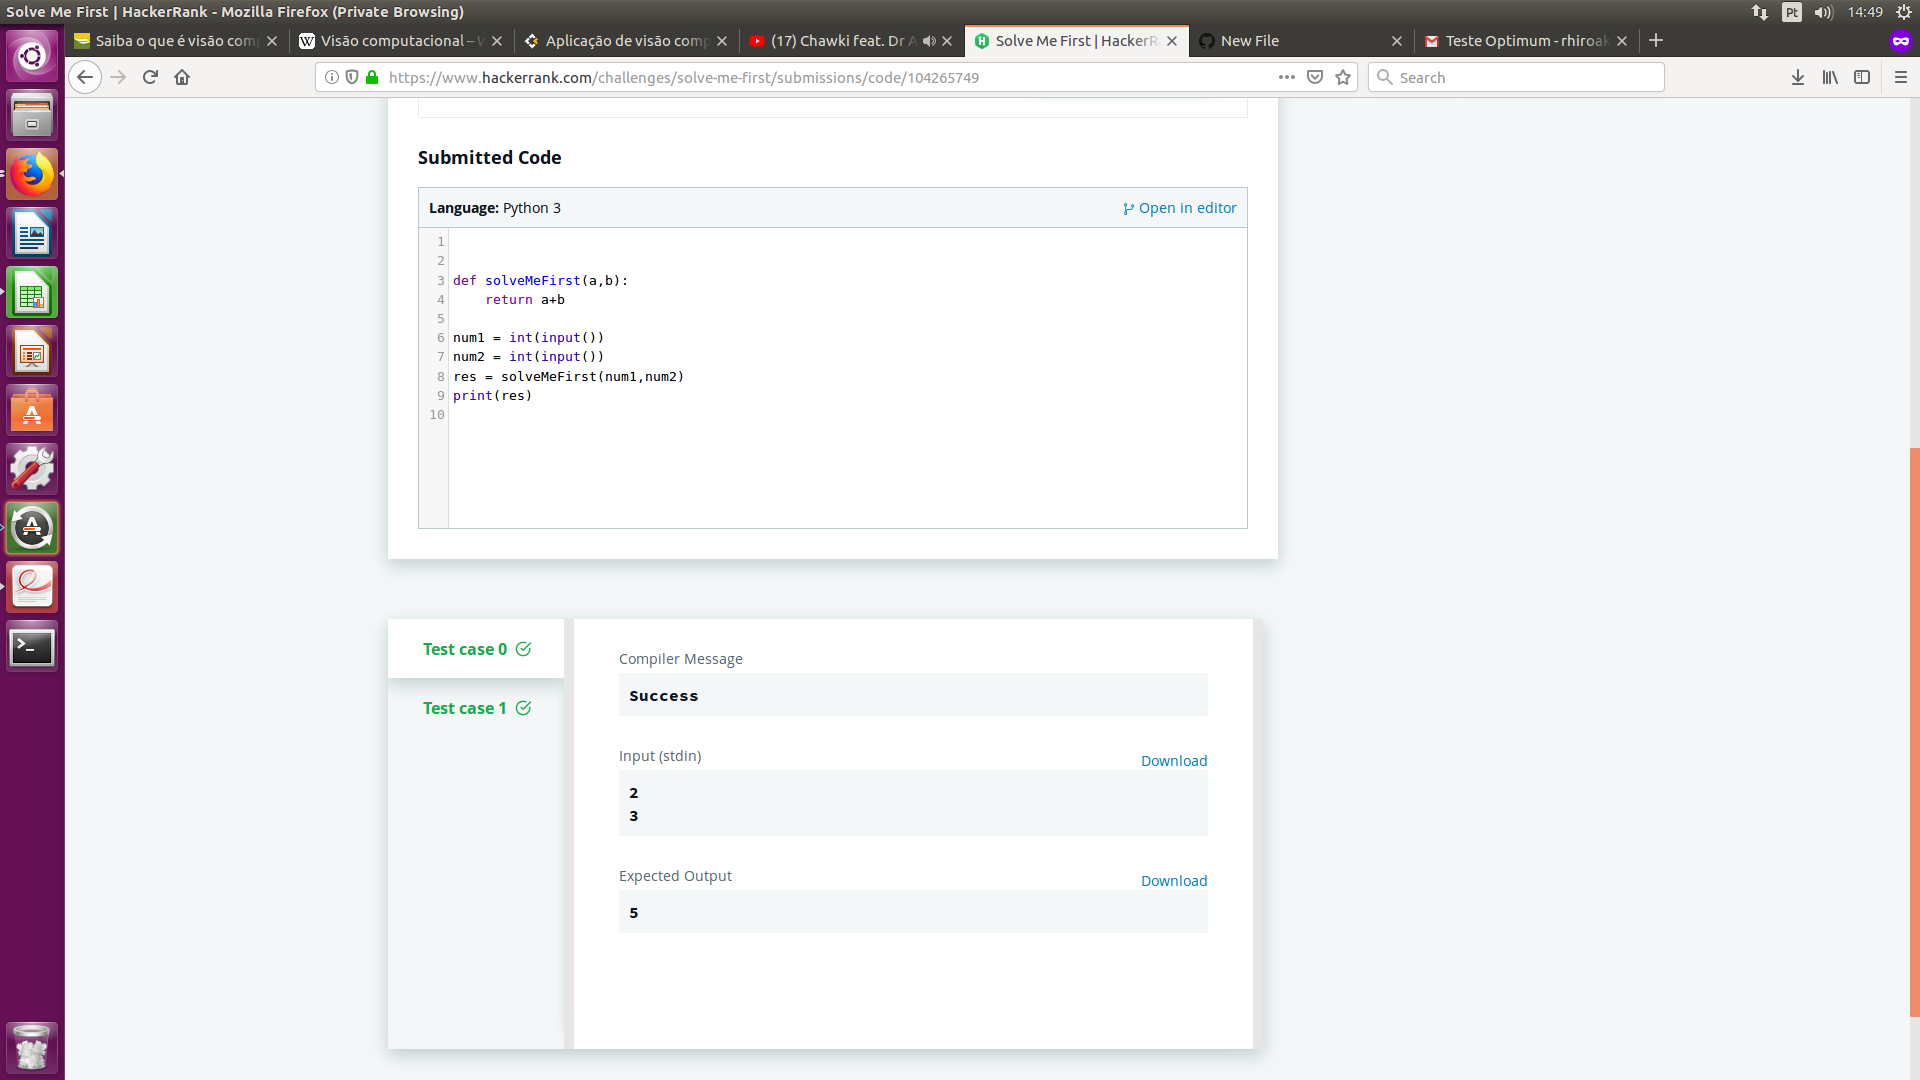 Solve Me First | HackerRank - Mozilla Firefox (Private Browsing)
Pt
14:49
Saiba o que é visão com
Visão computacional – W
Aplicação de visão comp
(17) Chawki feat. Dr A
Solve Me First | HackerR
New File
Teste Optimum - rhiroak
https://www.hackerrank.com/challenges/solve-me-first/submissions/code/104265749
Search
Submitted Code
Language: Python 3
Open in editor
1
2
3 def solveMeFirst(a,b):
4 return a+b
5
6 num1 = int(input())
7 num2 = int(input())
8 res = solveMeFirst(num1,num2)
9 print(res)
10
Test case 0
Test case 1
Compiler Message
Success
Input (stdin)
Download
2
3
Expected Output
Download
5